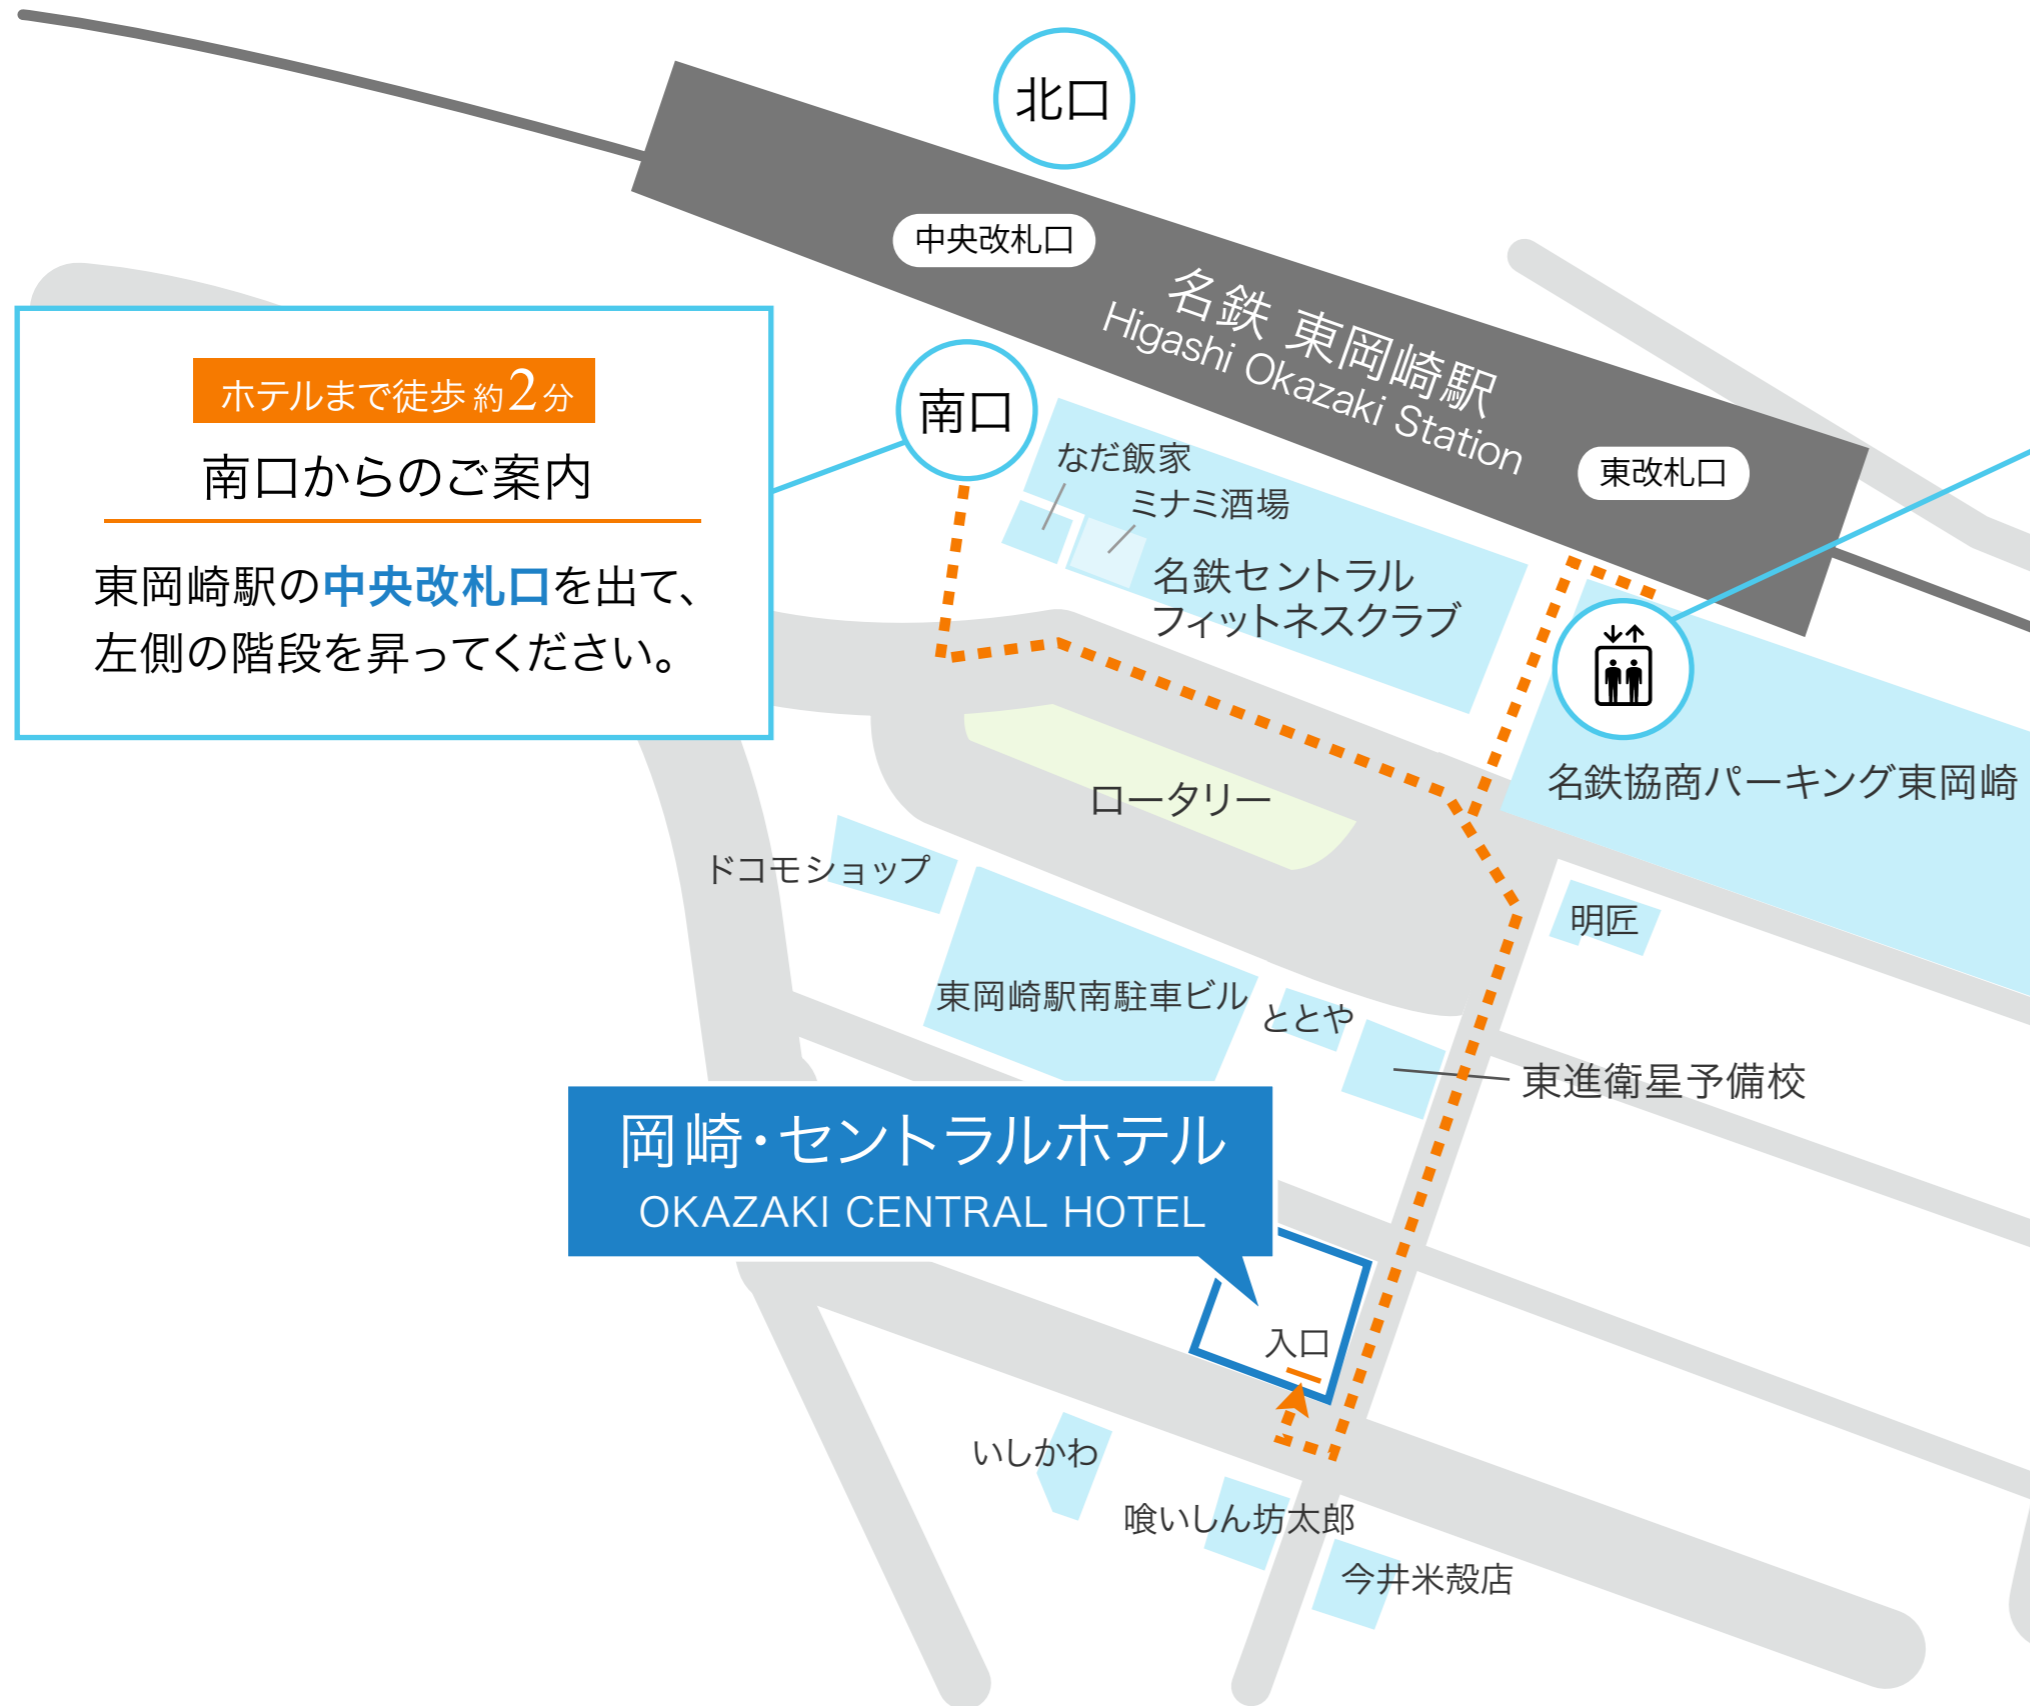 北口
中央改札口
名鉄 東岡崎駅
Higashi Okazaki Station
東改札口
ホテルまで徒歩 約2分
南口からのご案内
東岡崎駅の中央改札口を出て、
左側の階段を昇ってください。
南口
なだ飯家
ミナミ酒場
名鉄セントラル
フィットネスクラブ
名鉄協商パーキング東岡崎
ロータリー
ドコモショップ
明匠
東岡崎駅南駐車ビル
ととや
東進衛星予備校
岡崎・セントラルホテル
OKAZAKI CENTRAL HOTEL
入口
いしかわ
喰いしん坊太郎
今井米殻店